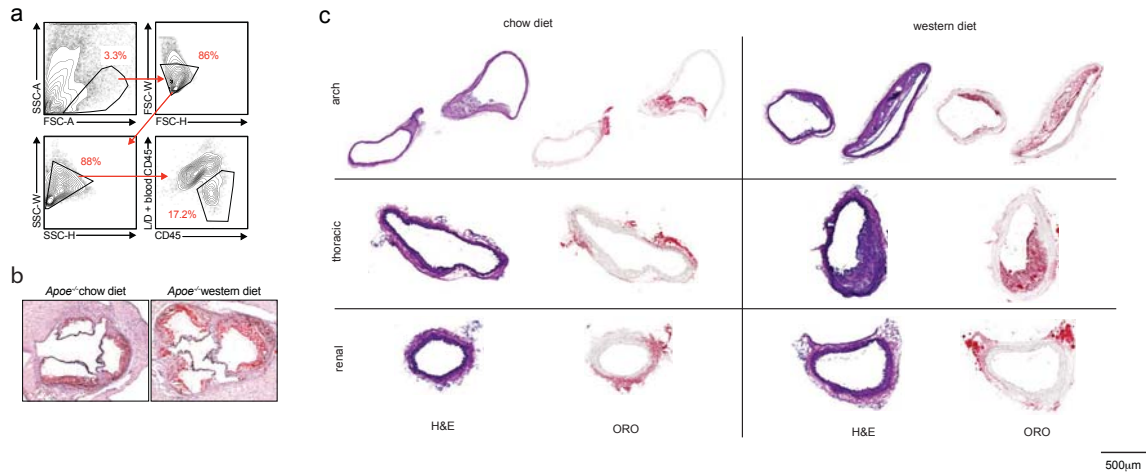 a
SSC-A
3.3%
FSC-A
FSC-W
86%
FSC-H
SSC-W
88%
SSC-H
L/D + blood CD45
17.2%
CD45
b
Apoe-/- chow diet
Apoe-/- western diet
c
chow diet
western diet
arch
thoracic
renal
H&E
ORO
H&E
ORO
500μm